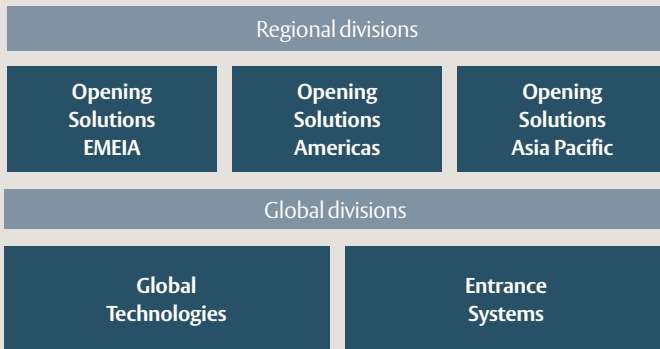 Regional divisions
Opening
Solutions
EMEIA
Opening
Solutions
Americas
Opening
Solutions
Asia Pacific
Global divisions
Global
Technologies
Entrance
Systems